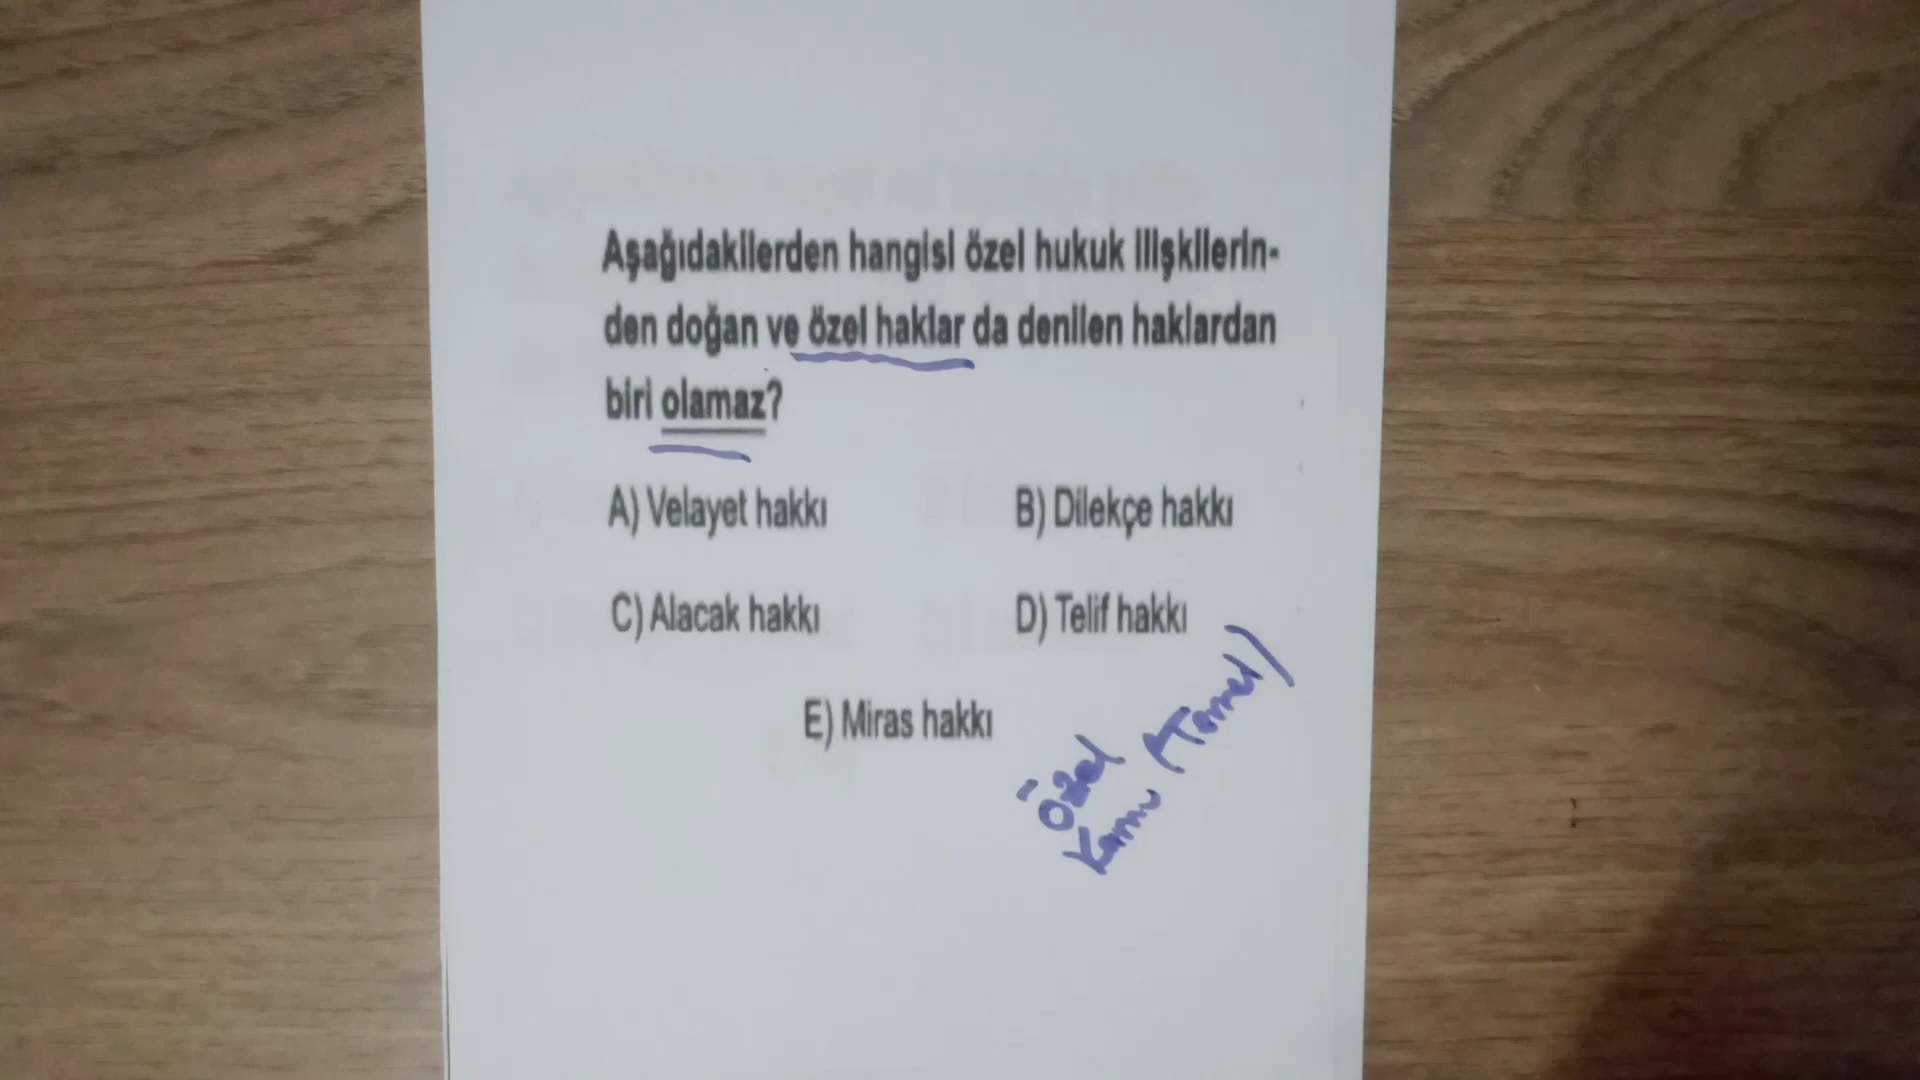 Aşağıdakilerden hangisi özel hukuk ilişkilerin-
den doğan ve özel haklar da denilen haklardan
biri olamaz?
A) Velayet hakkı B) Dilekçe hakkı
C) Alacak hakkı D) Telif hakkı
E) Miras hakkı
özel
Kamu (Temel)